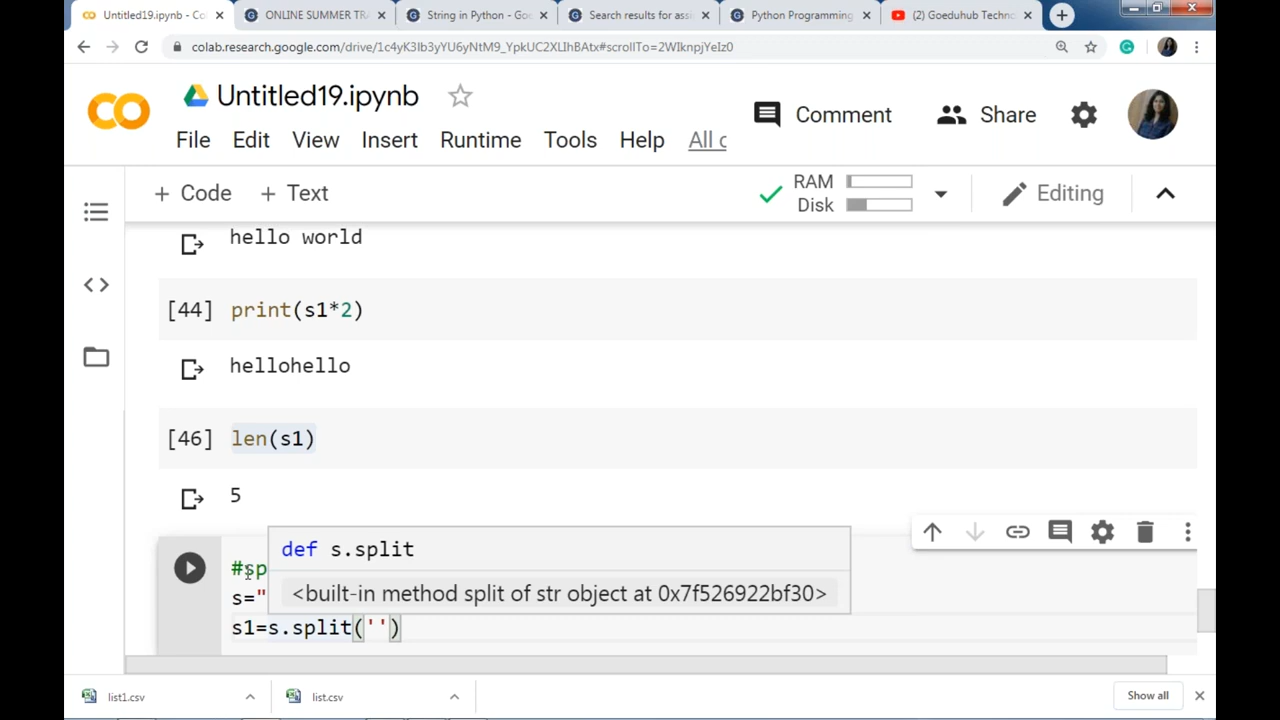 Untitled19.ipynb - Co
ONLINE SUMMER TRA
String in Python - Goe
Search results for assi
Python Programming
(2) Goeduhub Techno
colab.research.google.com/drive/1c4yK3Ib3yYU6yNtM9_YpkUC2XLIhBAtx#scrollTo=2WIknpjYeIz0
CO
Untitled19.ipynb
Comment
Share
File Edit View Insert Runtime Tools Help All c
+ Code + Text
RAM
Disk
Editing
hello world
[44] print(s1*2)
hellohello
[46] len(s1)
5
def s.split
#sp
<built-in method split of str object at 0x7f526922bf30>
s="
s1=s.split('')
list1.csv
list.csv
Show all